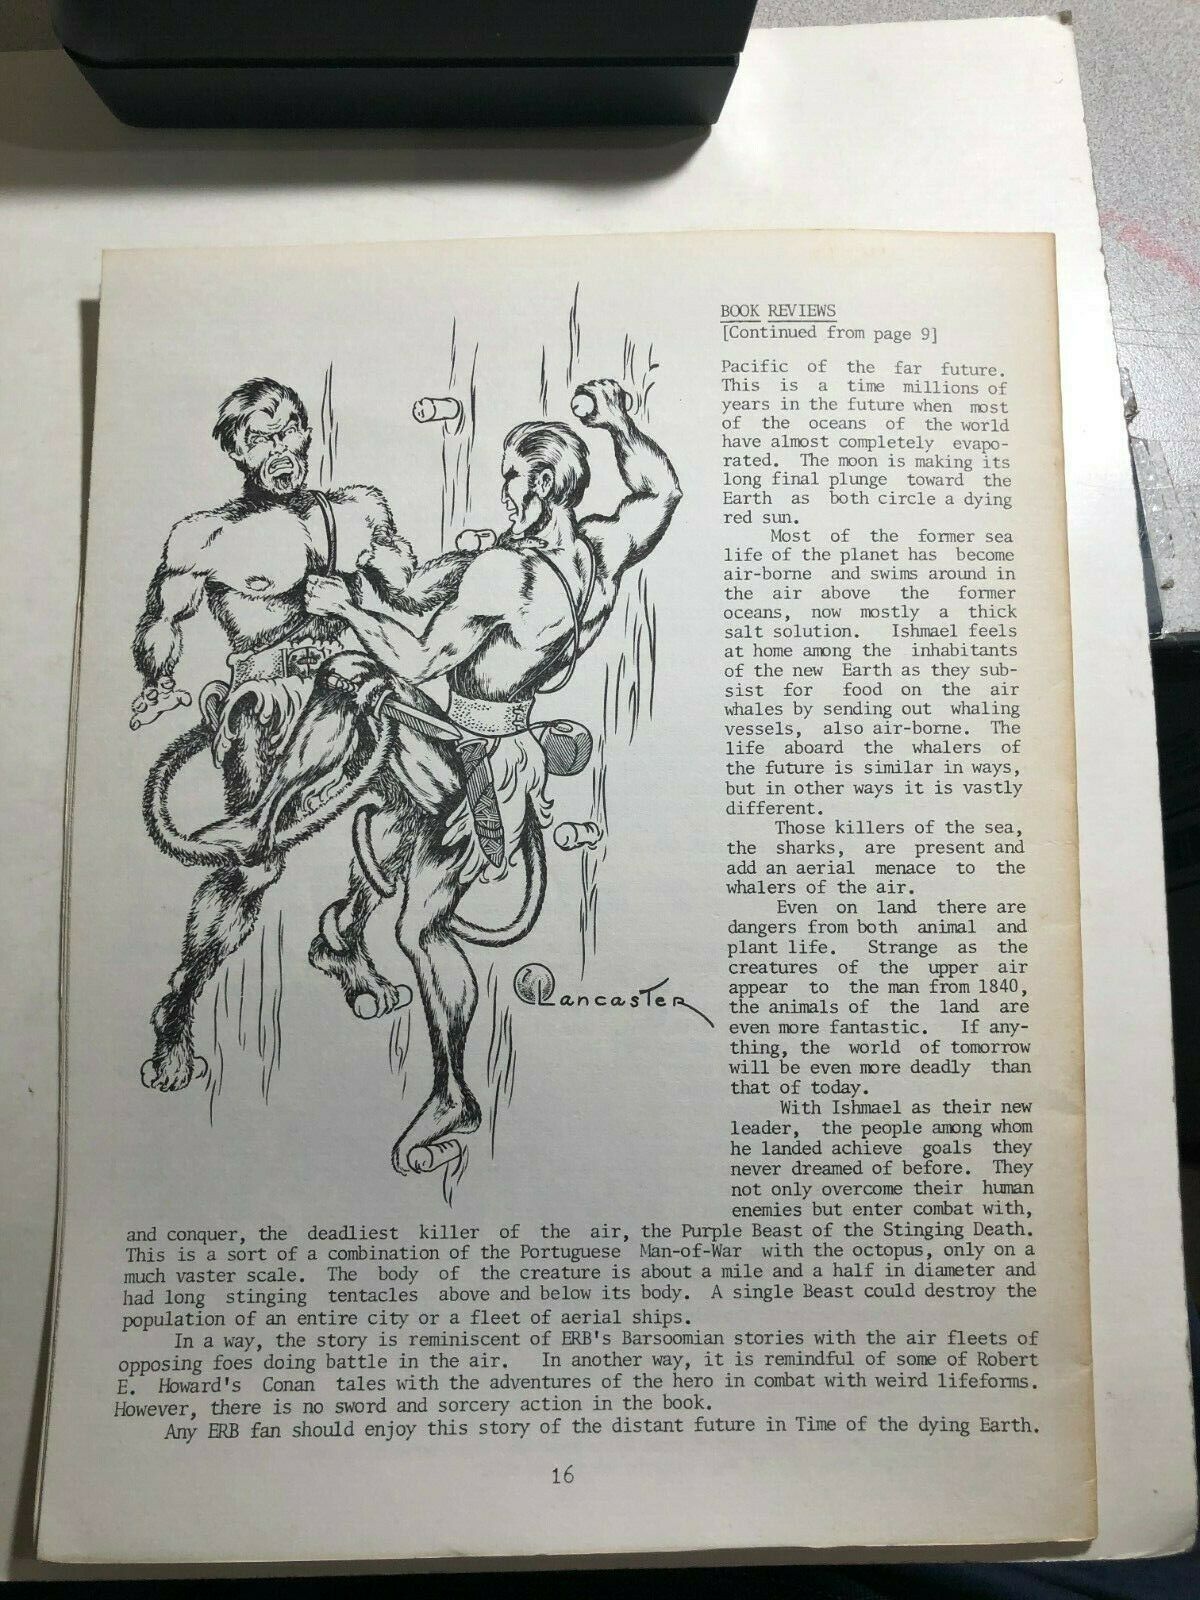 BOOK REVIEWS
[Continued from page 9]
Pacific of the far future.
This is a time millions of
years in the future when most
of the oceans of the world
have almost completely evapo-
rated. The moon is making its
long final plunge toward the
Earth as both circle a dying
red sun.
Most of the former sea
life of the planet has become
air-borne and swims around in
the air above the former
oceans, now mostly a thick
salt solution. Ishmael feels
at home among the inhabitants
of the new Earth as they sub-
sist for food on the air
whales by sending out whaling
vessels, also air-borne. The
life aboard the whalers of
the future is similar in ways,
but in other ways it is vastly
different.
Those killers of the sea,
the sharks, are present and
add an aerial menace to the
whalers of the air.
Even on land there are
dangers from both animal and
plant life. Strange as the
creatures of the upper air
appear to the man from 1840,
the animals of the land are
even more fantastic. If any-
thing, the world of tomorrow
will be even more deadly than
that of today.
With Ishmael as their new
leader, the people among whom
he landed achieve goals they
never dreamed of before. They
not only overcome their human
enemies but enter combat with,
and conquer, the deadliest killer of the air, the Purple Beast of the Stinging Death.
This is a sort of a combination of the Portuguese Man-of-War with the octopus, only on a
much vaster scale. The body of the creature is about a mile and a half in diameter and
had long stinging tentacles above and below its body. A single Beast could destroy the
population of an entire city or a fleet of aerial ships.
In a way, the story is reminiscent of ERB's Barsoomian stories with the air fleets of
opposing foes doing battle in the air. In another way, it is remindful of some of Robert
E. Howard's Conan tales with the adventures of the hero in combat with weird lifeforms.
However, there is no sword and sorcery action in the book.
Any ERB fan should enjoy this story of the distant future in Time of the dying Earth.
Lancaster
16